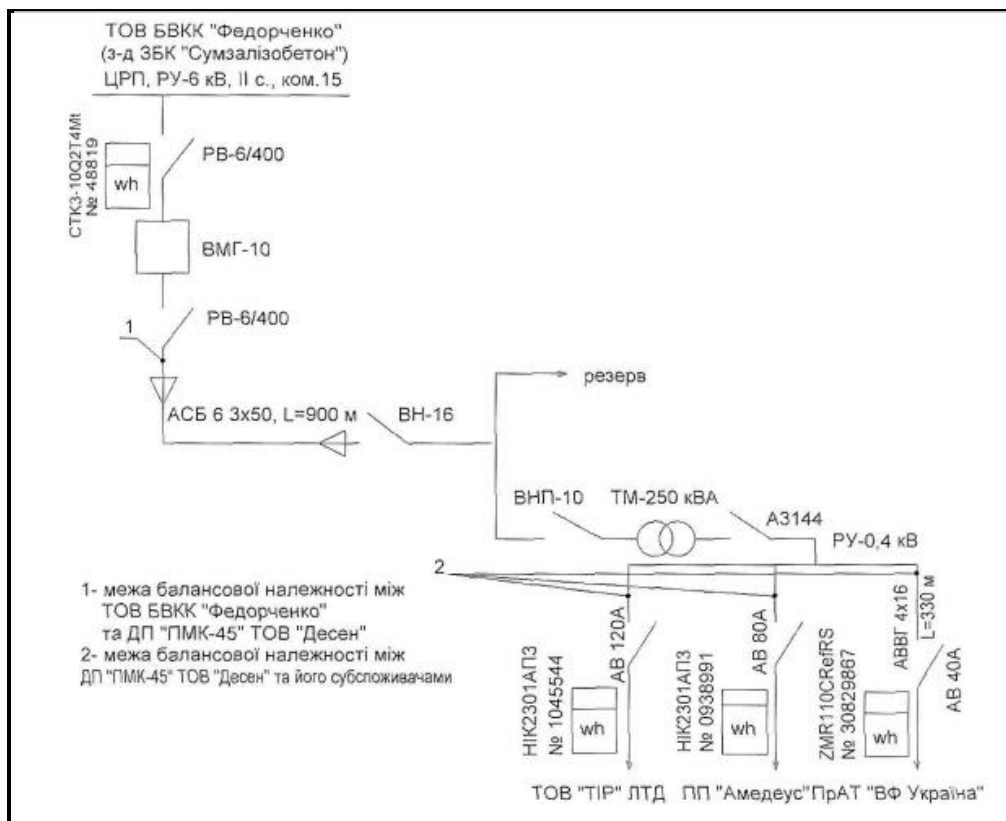 ТОВ БВКК "Федорченко"
(з-д ЗБК "Сумзалізобетон")
ЦРП, РУ-6 кВ, ІІ с., ком.15
СТК3-10Q2T4Mt
№ 48819
wh
РВ-6/400
ВМГ-10
РВ-6/400
1
резерв
АСБ 6 3х50, L=900 м
ВН-16
ВНП-10
ТМ-250 кВА
А3144
РУ-0,4 кВ
2
1- межа балансової належності між
ТОВ БВКК "Федорченко"
та ДП "ПМК-45" ТОВ "Десен"
2- межа балансової належності між
ДП "ПМК-45" ТОВ "Десен" та його субспоживачами
НІК2301АП3
№ 1045544
wh
АВ 120А
НІК2301АП3
№ 0938991
wh
АВ 80А
ZMR110CRefRS
№ 30829867
wh
АВВГ 4х16
L=330 м
АВ 40А
ТОВ "ТІР" ЛТД ПП "Амедеус"ПрАТ "ВФ Україна"